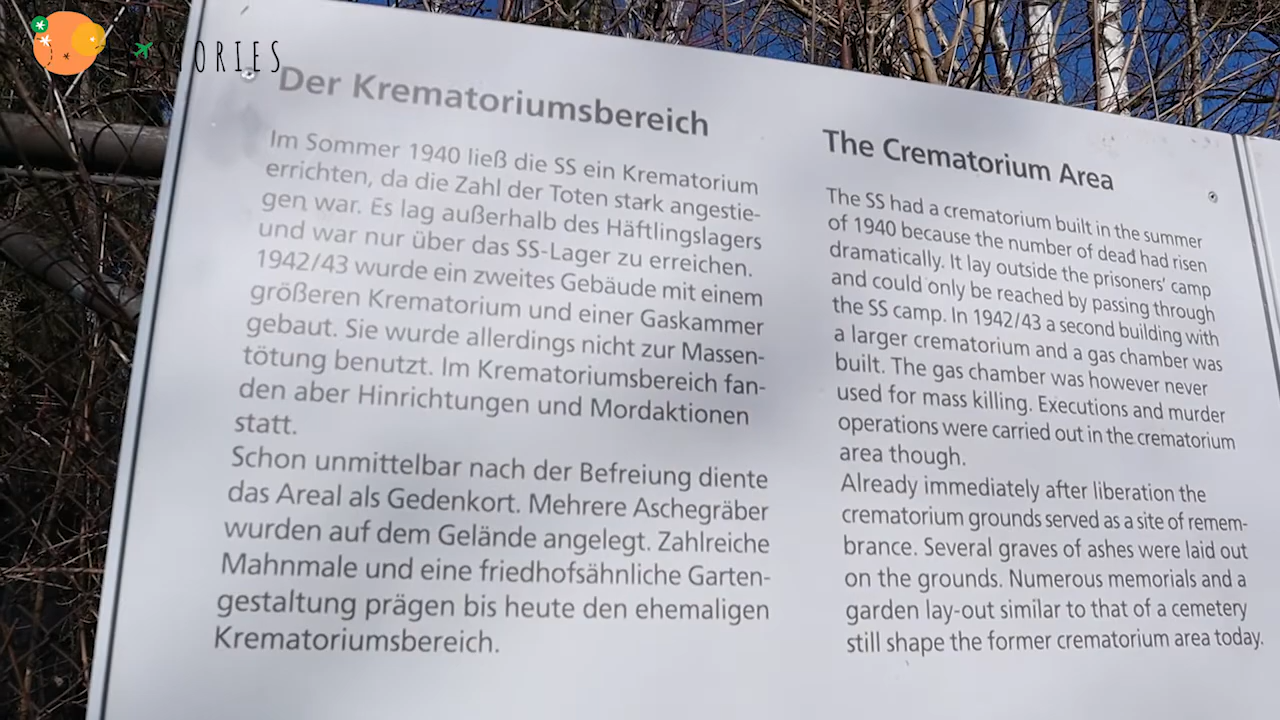 ORIES
Der Krematoriumsbereich
Im Sommer 1940 ließ die SS ein Krematorium
errichten, da die Zahl der Toten stark angestie-
gen war. Es lag außerhalb des Häftlingslagers
und war nur über das SS-Lager zu erreichen.
1942/43 wurde ein zweites Gebäude mit einem
größeren Krematorium und einer Gaskammer
gebaut. Sie wurde allerdings nicht zur Massen-
tötung benutzt. Im Krematoriumsbereich fan-
den aber Hinrichtungen und Mordaktionen
statt.
Schon unmittelbar nach der Befreiung diente
das Areal als Gedenkort. Mehrere Aschegräber
wurden auf dem Gelände angelegt. Zahlreiche
Mahnmale und eine friedhofsähnliche Garten-
gestaltung prägen bis heute den ehemaligen
Krematoriumsbereich.
The Crematorium Area
The SS had a crematorium built in the summer
of 1940 because the number of dead had risen
dramatically. It lay outside the prisoners' camp
and could only be reached by passing through
the SS camp. In 1942/43 a second building with
a larger crematorium and a gas chamber was
built. The gas chamber was however never
used for mass killing. Executions and murder
operations were carried out in the crematorium
area though.
Already immediately after liberation the
crematorium grounds served as a site of remem-
brance. Several graves of ashes were laid out
on the grounds. Numerous memorials and a
garden lay-out similar to that of a cemetery
still shape the former crematorium area today.